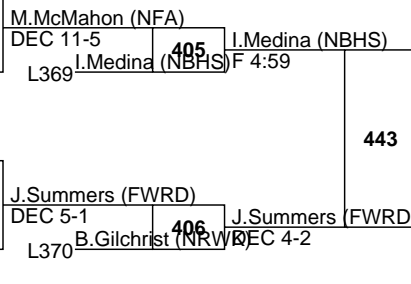 M.McMahon (NFA)
DEC 11-5
405
L369 I.Medina (NBHS)
I.Medina (NBHS)
F 4:59
443
J.Summers (FWRD)
DEC 5-1
406
L370 B.Gilchrist (NRWK)
J.Summers (FWRD
DEC 4-2